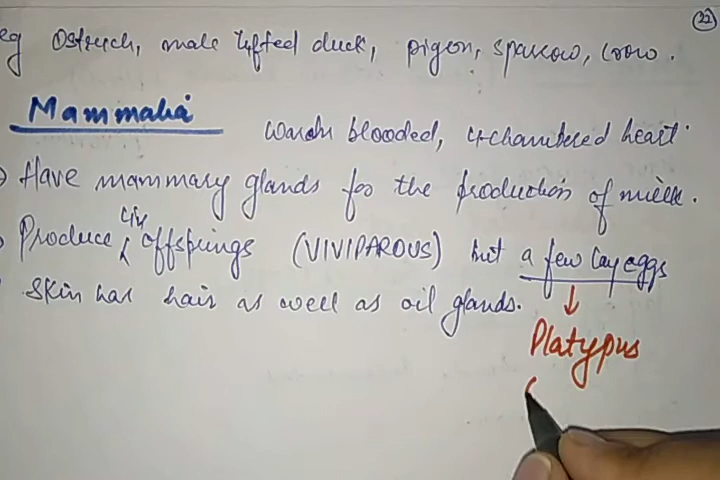 22
eg Ostrich, male tufted duck, pigeon, sparrow, crow.
Mammalia
warm blooded, 4-chambered heart
Have mammary glands for the production of milk.
Produce live offsprings (VIVIPAROUS) but a few lay eggs
Skin has hair as well as oil glands.
Platypus